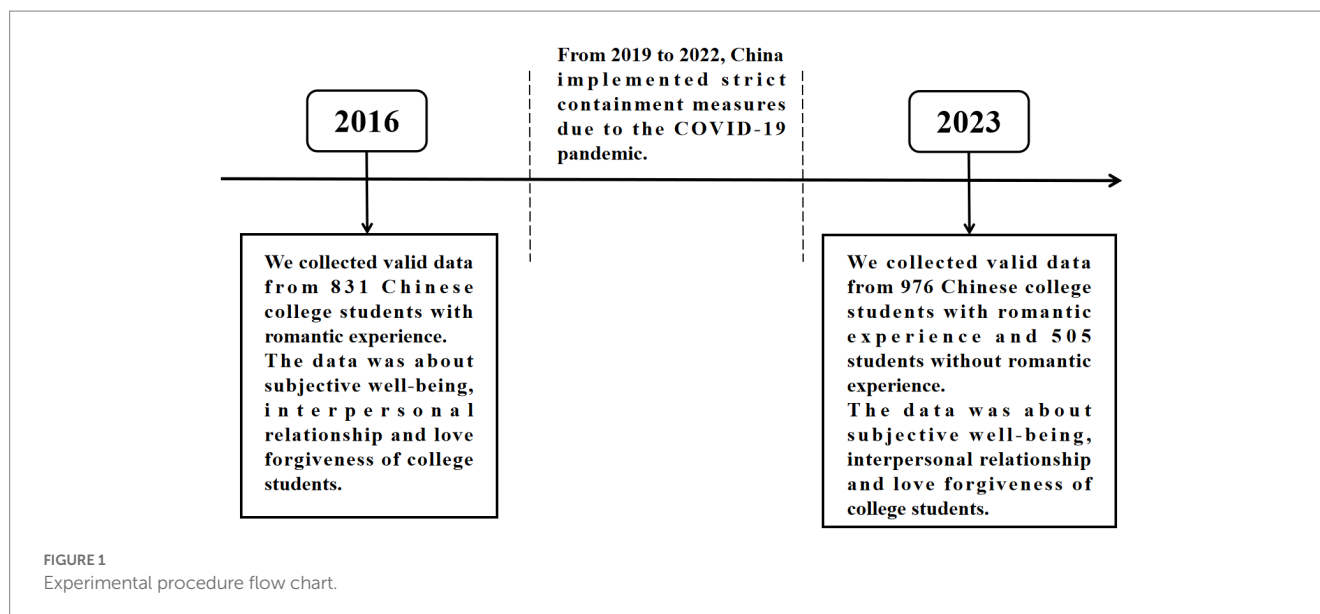 From 2019 to 2022, China
implemented strict
containment measures
due to the COVID-19
pandemic.
2016
2023
We collected valid data
from 831 Chinese
college students with
romantic experience.
The data was about
subjective well-being,
interpersonal
relationship and love
forgiveness of college
students.
We collected valid data
from 976 Chinese college
students with romantic
experience and 505
students without romantic
experience.
The data was about
subjective well-being,
interpersonal relationship
and love forgiveness of
college students.
FIGURE 1
Experimental procedure flow chart.